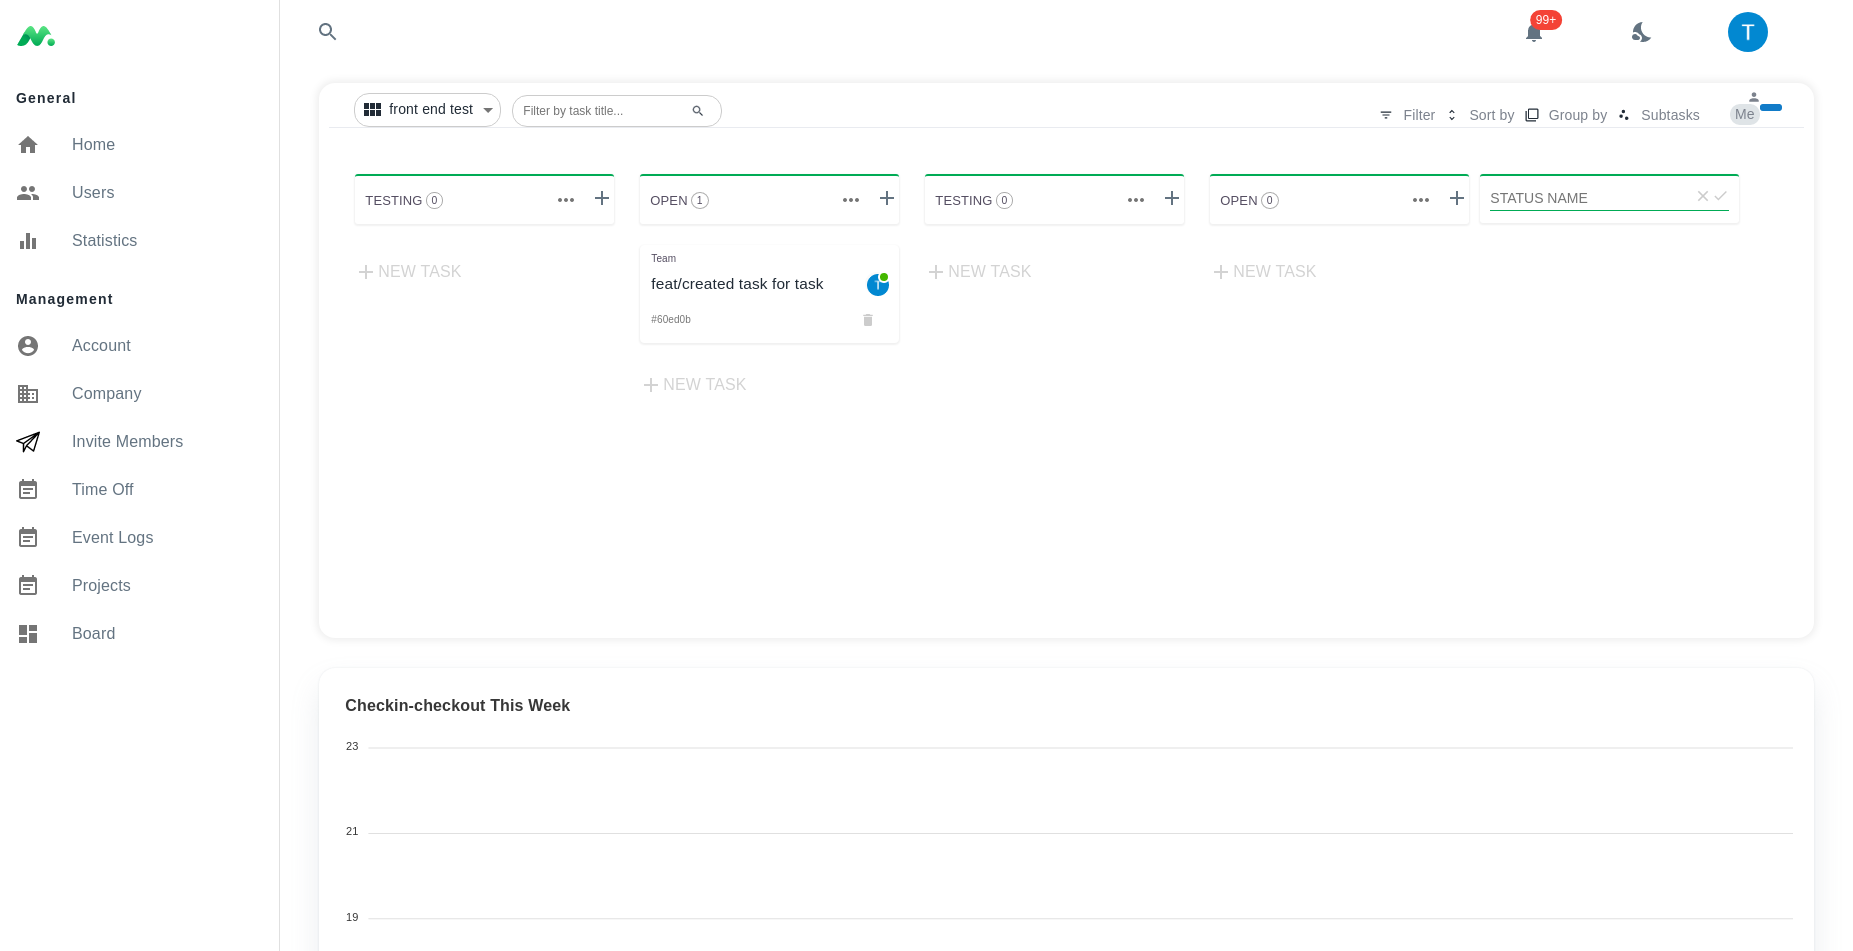 General
Home
Users
Statistics
Management
Account
Company
Invite Members
Time Off
Event Logs
Projects
Board
99+
T
front end test
Filter by task title...
Filter
Sort by
Group by
Subtasks
Me
TESTING 0
OPEN 1
TESTING 0
OPEN 0
STATUS NAME
NEW TASK
Team
feat/created task for task
T
#60ed0b
NEW TASK
NEW TASK
NEW TASK
Checkin-checkout This Week
23
21
19